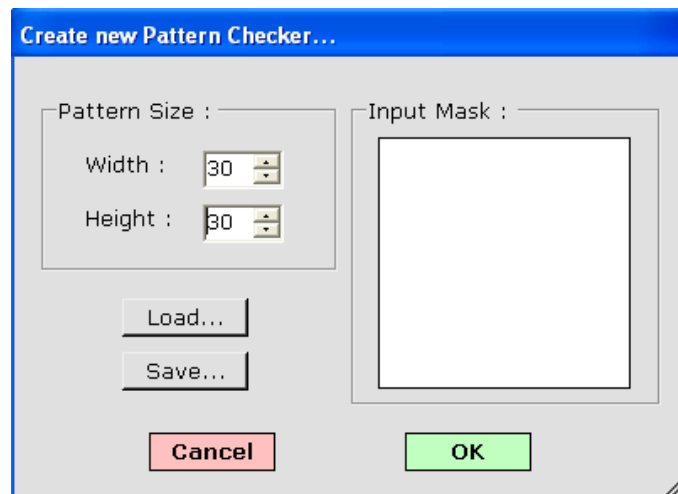 Create new Pattern Checker...
Pattern Size :
Width :
30
Height :
30
Load...
Save...
Input Mask :
Cancel
OK